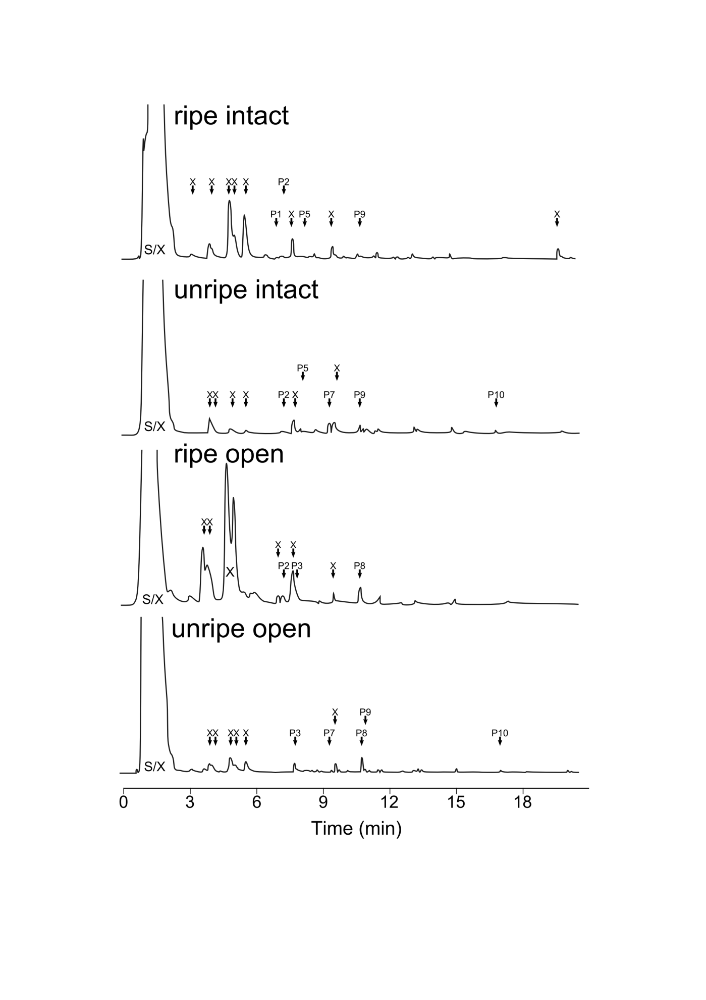 ripe intact
X X XX X P2
P1 X P5 X P9 X
S/X
unripe intact
P5 X
XX X X P2 X P7 P9 P10
S/X
ripe open
XX
X X
P2 P3 X P8
X
S/X
unripe open
X P9
XX XX X P3 P7 P8 P10
S/X
0 3 6 9 12 15 18
Time (min)